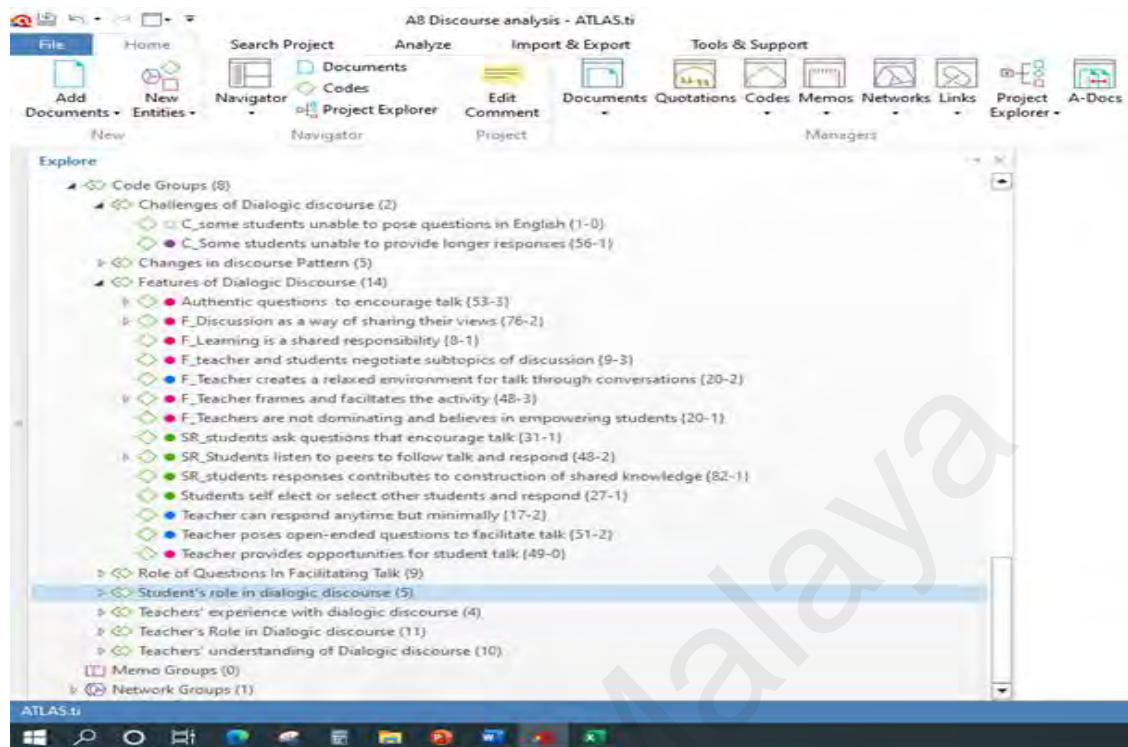 A8 Discourse analysis - ATLAS.ti
File Home Search Project Analyze Import & Export Tools & Support
Add Documents
New Entities
Navigator
Documents
Codes
Project Explorer
Edit Comment
Documents Quotations Codes Memos Networks Links Project Explorer A-Docs
New Navigator Project Managers
Explore
Code Groups (8)
Challenges of Dialogic discourse (2)
C_some students unable to pose questions in English {1-0}
C_Some students unable to provide longer responses {56-1}
Changes in discourse Pattern (5)
Features of Dialogic Discourse (14)
Authentic questions to encourage talk {53-3}
F_Discussion as a way of sharing their views {76-2}
F_Learning is a shared responsibility {8-1}
F_teacher and students negotiate subtopics of discussion {9-3}
F_Teacher creates a relaxed environment for talk through conversations {20-2}
F_Teacher frames and faciltates the activity {48-3}
F_Teachers are not dominating and believes in empowering students {20-1}
SR_students ask questions that encourage talk {31-1}
SR_Students listen to peers to follow talk and respond {48-2}
SR_students responses contributes to construction of shared knowledge {82-1}
Students self elect or select other students and respond {27-1}
Teacher can respond anytime but minimally {17-2}
Teacher poses open-ended questions to facilitate talk {51-2}
Teacher provides opportunities for student talk {49-0}
Role of Questions In Facilitating Talk (9)
Student's role in dialogic discourse (5)
Teachers' experience with dialogic discourse (4)
Teacher's Role in Dialogic discourse (11)
Teachers' understanding of Dialogic discourse (10)
Memo Groups (0)
Network Groups (1)
ATLAS.ti
Malaya